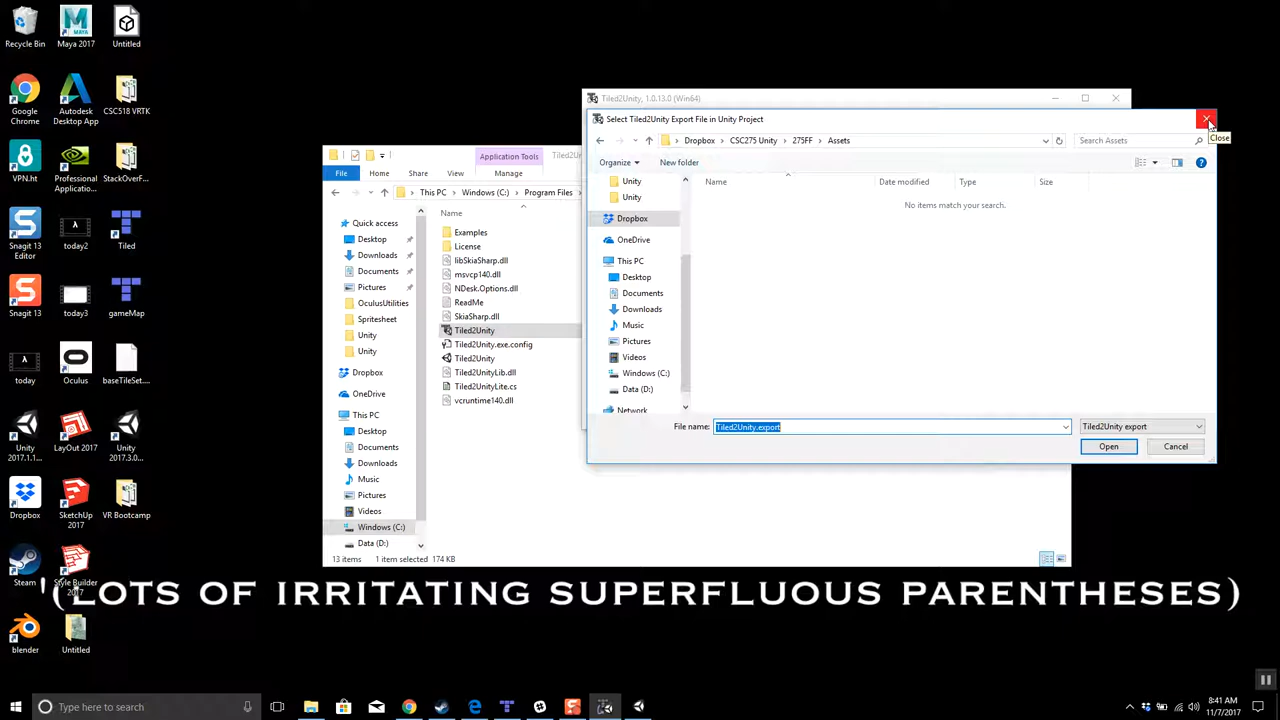 Recycle Bin
Maya 2017
Untitled
Google Chrome
Autodesk Desktop App
CSC518 VRTK
VPN.ht
Professional Applicatio...
StackOverF...
Snagit 13 Editor
today2
Tiled
Snagit 13
today3
gameMap
today
Oculus
baseTileSet....
Unity 2017.1.1...
LayOut 2017
Unity 2017.3.0...
Dropbox
SketchUp 2017
VR Bootcamp
Steam
Style Builder 2017
blender
Untitled
Application Tools
Tiled2U
File
Home
Share
View
Manage
This PC > Windows (C:) > Program Files >
Quick access
Desktop
Downloads
Documents
Pictures
OculusUtilities
Spritesheet
Unity
Unity
Dropbox
OneDrive
This PC
Desktop
Documents
Downloads
Music
Pictures
Videos
Windows (C:)
Data (D:)
Name
Examples
License
libSkiaSharp.dll
msvcp140.dll
NDesk.Options.dll
ReadMe
SkiaSharp.dll
Tiled2Unity
Tiled2Unity.exe.config
Tiled2Unity
Tiled2UnityLib.dll
Tiled2UnityLite.cs
vcruntime140.dll
13 items
1 item selected 174 KB
Tiled2Unity, 1.0.13.0 (Win64)
Select Tiled2Unity Export File in Unity Project
Close
Dropbox > CSC275 Unity > 275FF > Assets
Search Assets
Organize
New folder
Unity
Unity
Dropbox
OneDrive
This PC
Desktop
Documents
Downloads
Music
Pictures
Videos
Windows (C:)
Data (D:)
Network
Name
Date modified
Type
Size
No items match your search.
File name:
Tiled2Unity.export
Tiled2Unity export
Open
Cancel
'(LOTS OF IRRITATING SUPERFLUOUS PARENTHESES)
Type here to search
8:41 AM
11/7/2017